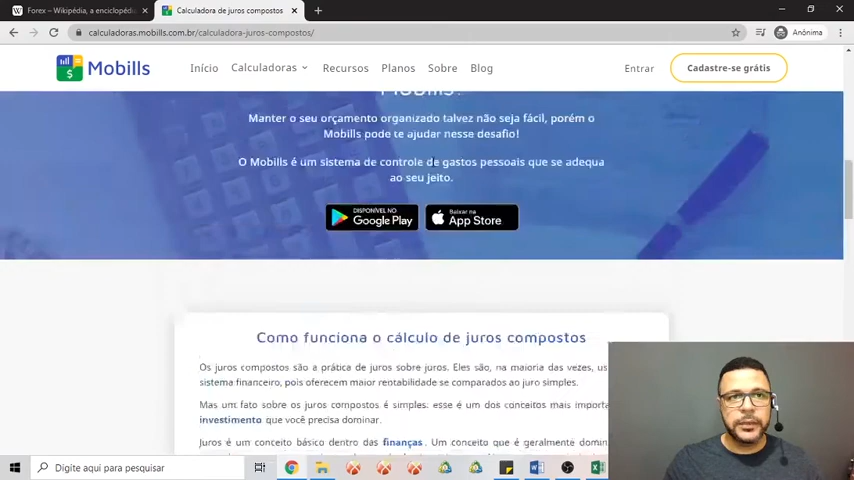 Forex – Wikipédia, a enciclopédi
Calculadora de juros compostos
calculadoras.mobills.com.br/calculadora-juros-compostos/
Anônima
Mobills
Início
Calculadoras
Recursos
Planos
Sobre
Blog
Entrar
Cadastre-se grátis
Mobills?
Manter o seu orçamento organizado talvez não seja fácil, porém o
Mobills pode te ajudar nesse desafio!
O Mobills é um sistema de controle de gastos pessoais que se adequa
ao seu jeito.
DISPONÍVEL NO
Google Play
Baixar na
App Store
Como funciona o cálculo de juros compostos
Os juros compostos são a prática de juros sobre juros. Eles são, na maioria das vezes, us
sistema financeiro, pois oferecem maior rentabilidade se comparados ao juro simples.
Mas um fato sobre os juros compostos é simples: esse é um dos conceitos mais importa
investimento que você precisa dominar.
Juros é um conceito básico dentro das finanças. Um conceito que é geralmente domin
Digite aqui para pesquisar